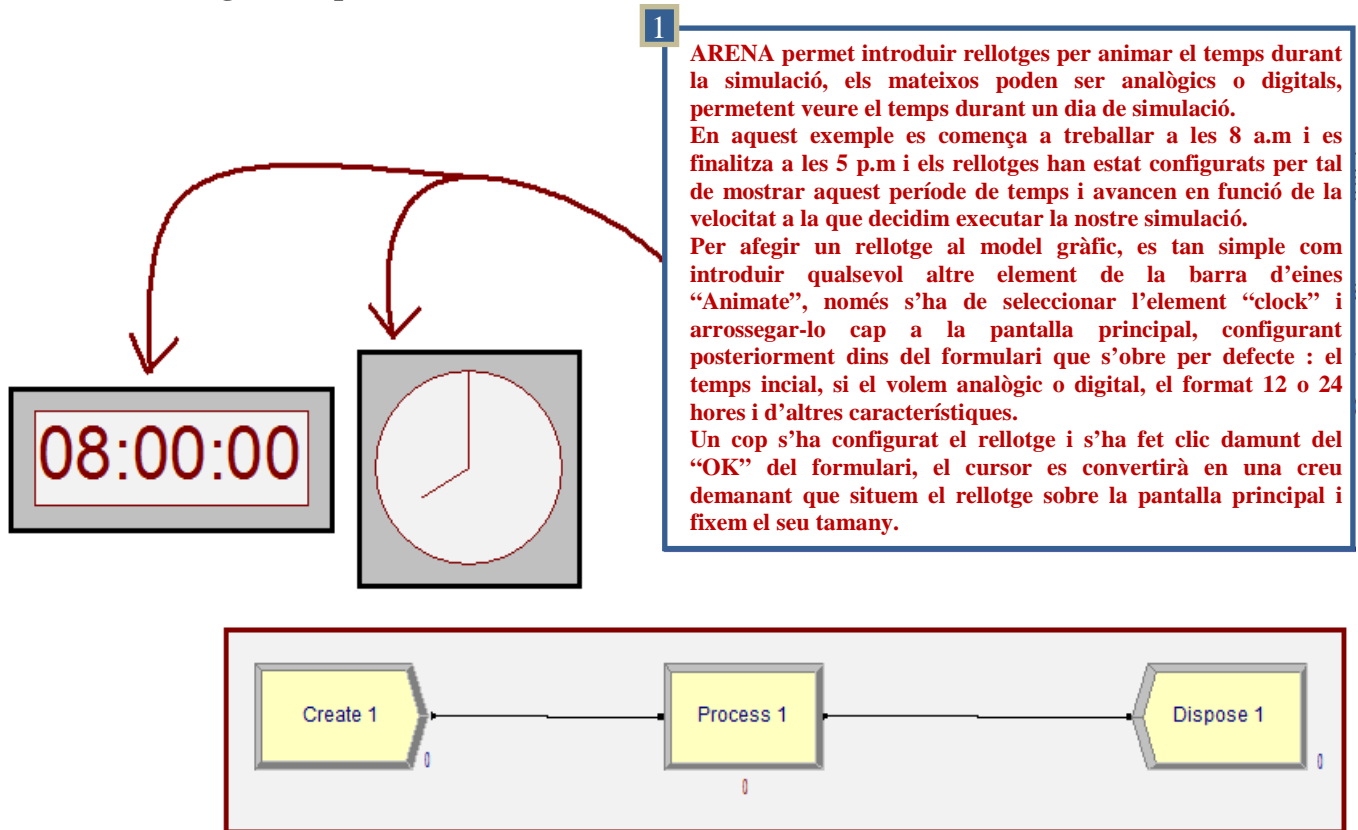 1
ARENA permet introduir rellotges per animar el temps durant
la simulació, els mateixos poden ser analògics o digitals,
permetent veure el temps durant un dia de simulació.
En aquest exemple es comença a treballar a les 8 a.m i es
finalitza a les 5 p.m i els rellotges han estat configurats per tal
de mostrar aquest període de temps i avancen en funció de la
velocitat a la que decidim executar la nostre simulació.
Per afegir un rellotge al model gràfic, es tan simple com
introduir qualsevol altre element de la barra d’eines
“Animate”, només s’ha de seleccionar l’element “clock” i
arrossegar-lo cap a la pantalla principal, configurant
posteriorment dins del formulari que s’obre per defecte : el
temps incial, si el volem analògic o digital, el format 12 o 24
hores i d’altres característiques.
Un cop s’ha configurat el rellotge i s’ha fet clic damunt del
“OK” del formulari, el cursor es convertirà en una creu
demanant que situem el rellotge sobre la pantalla principal i
fixem el seu tamany.
08:00:00
Create 1
0
Process 1
0
Dispose 1
0